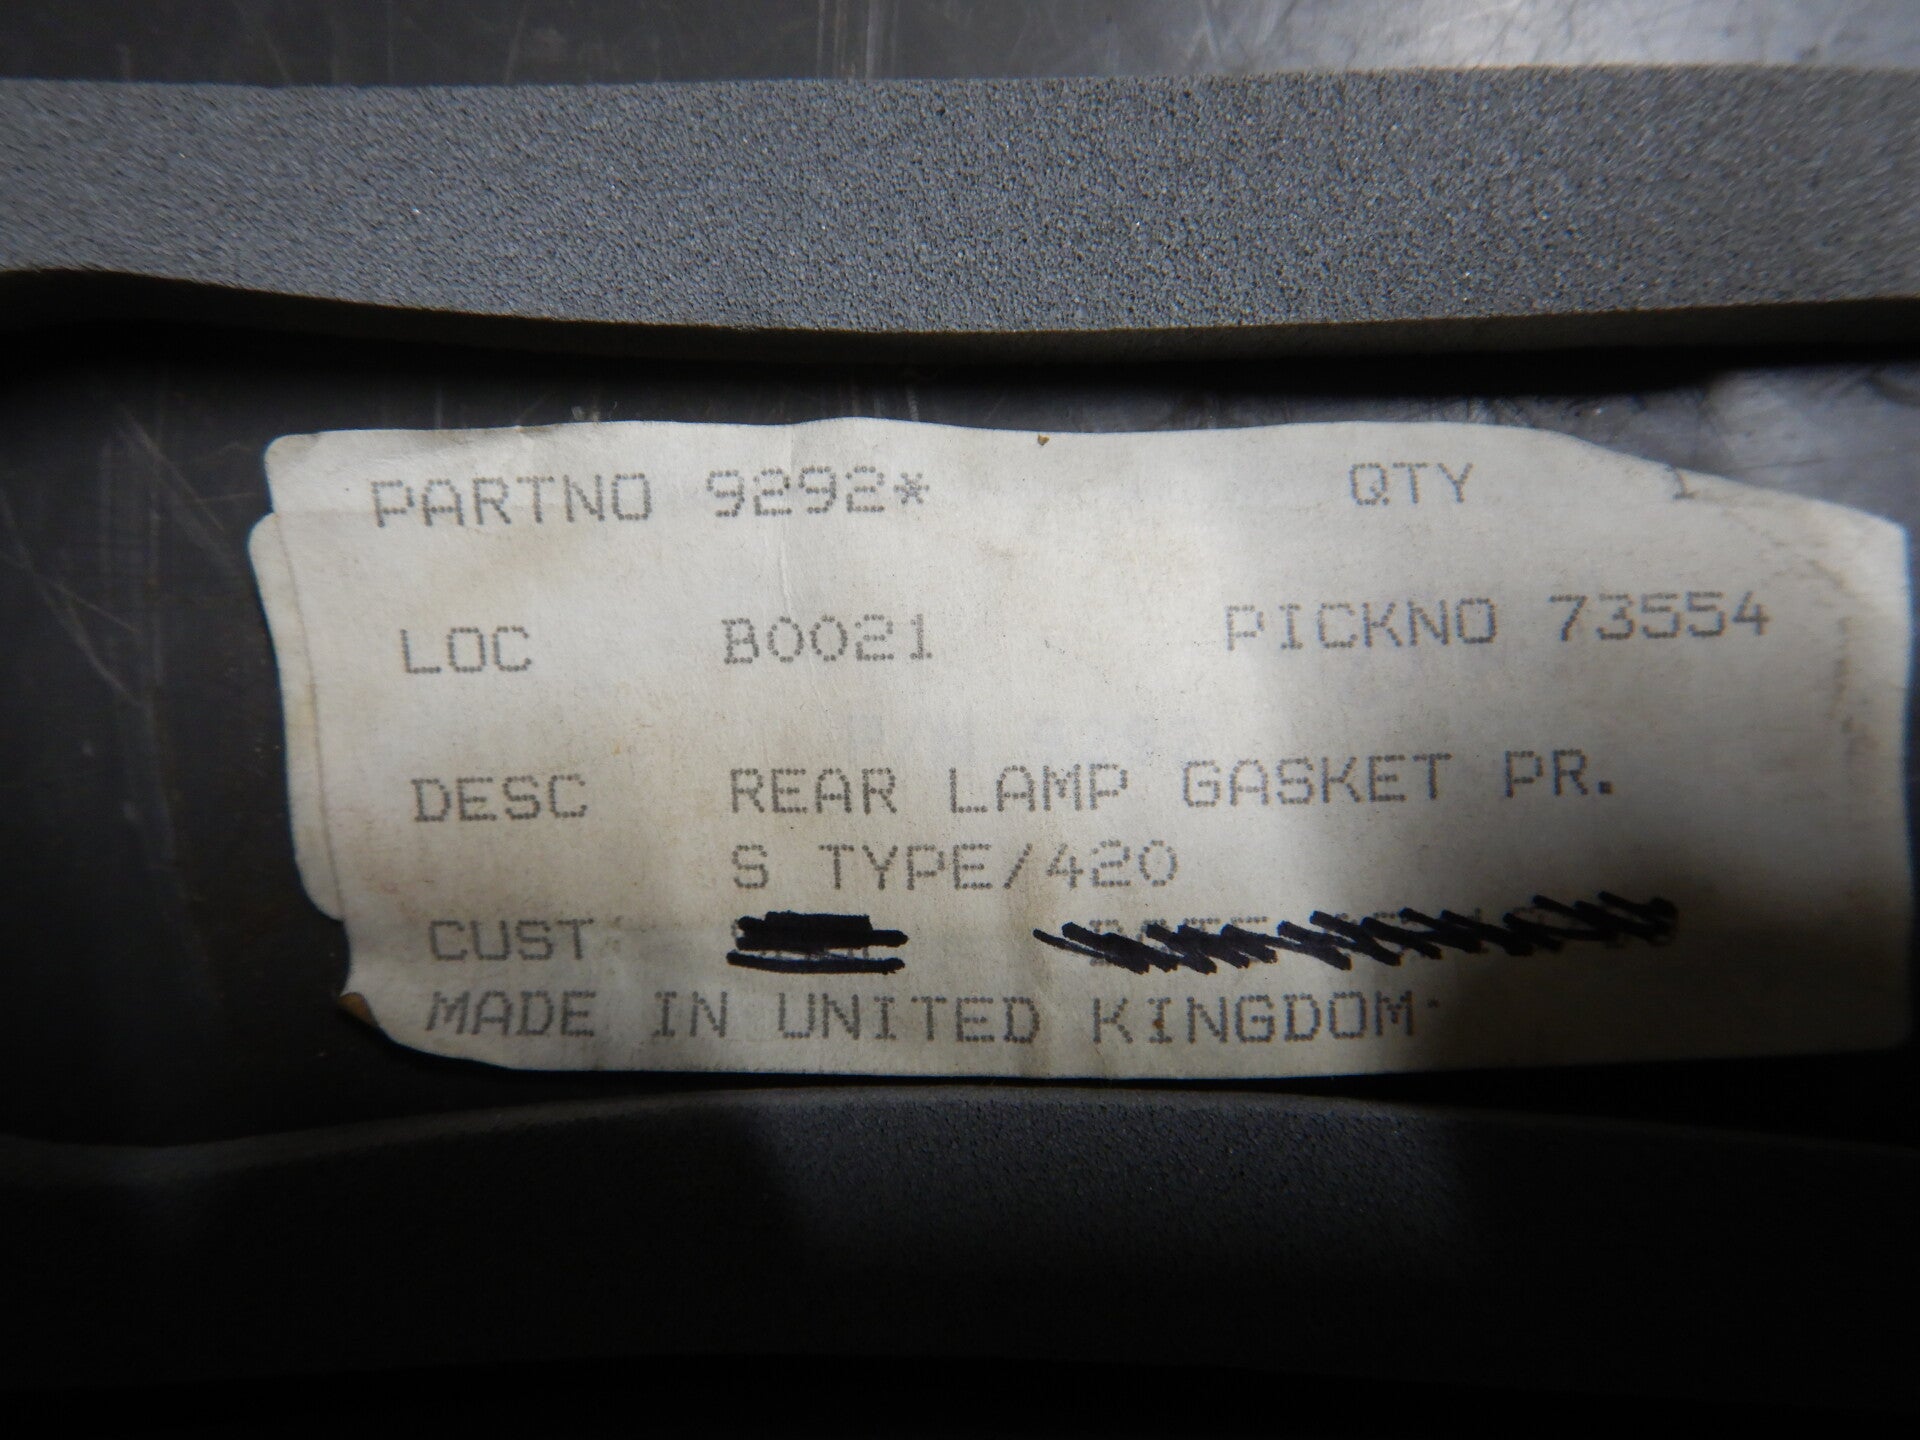 PARTNO 9292* QTY 1
LOC B0021 PICKNO 73554
DESC REAR LAMP GASKET PR.
S TYPE/420
CUST
MADE IN UNITED KINGDOM